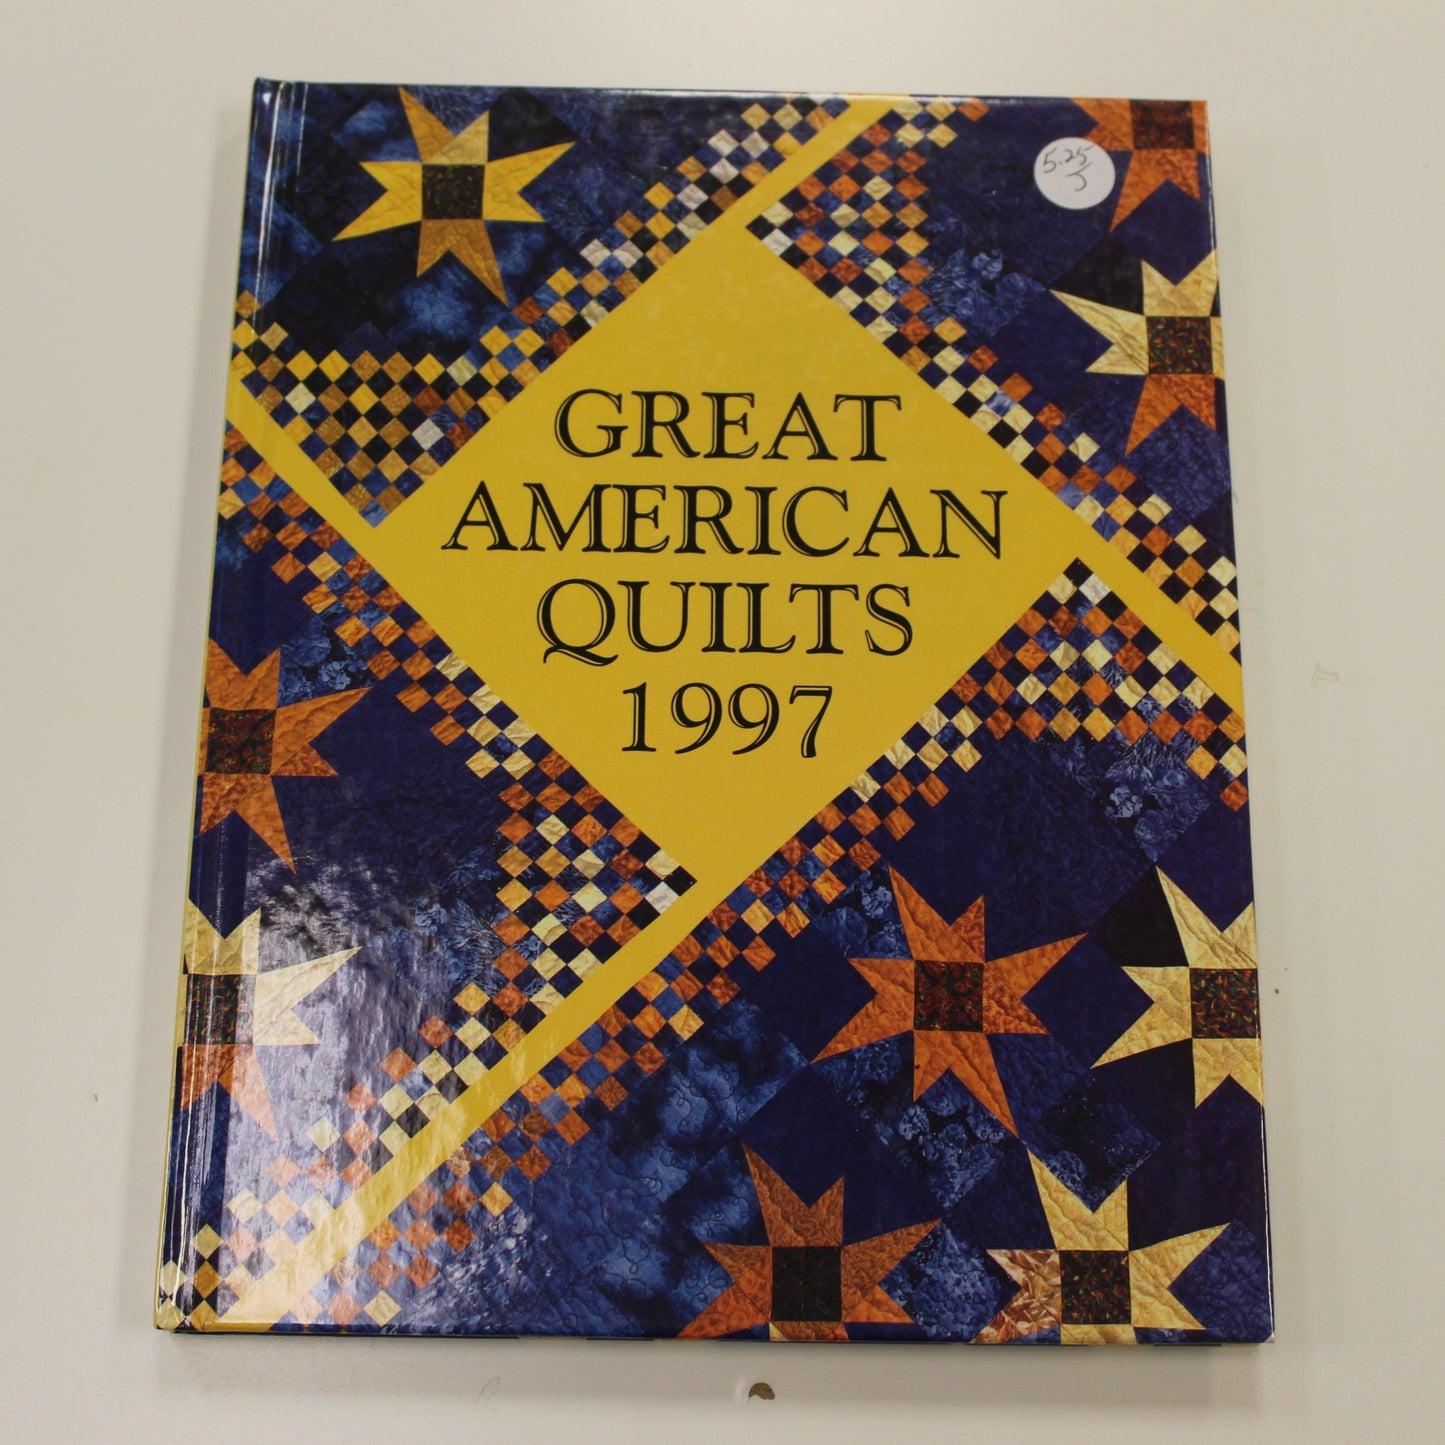 5.25
J
GREAT
AMERICAN
QUILTS
1997